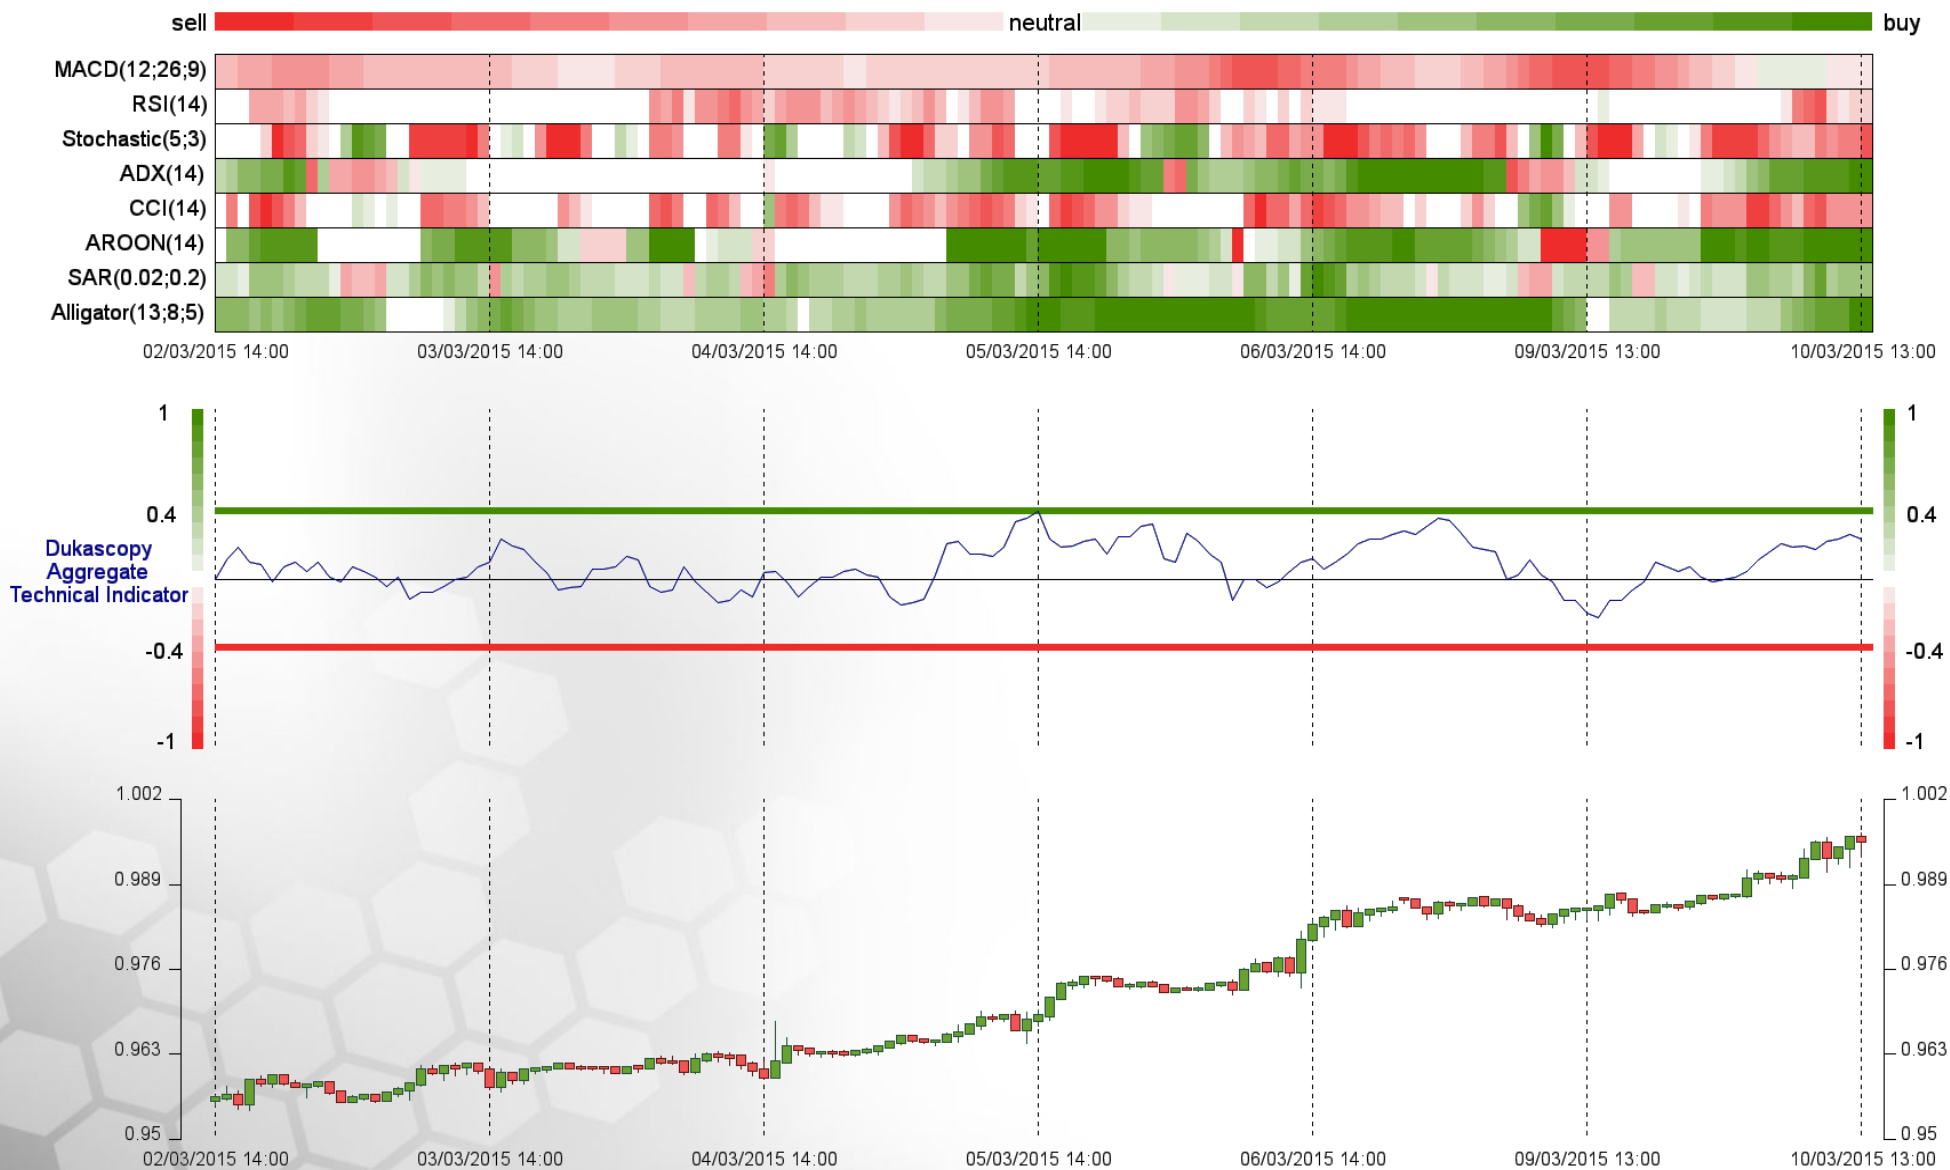 sell neutral buy
MACD(12;26;9)
RSI(14)
Stochastic(5;3)
ADX(14)
CCI(14)
AROON(14)
SAR(0.02;0.2)
Alligator(13;8;5)
02/03/2015 14:00 03/03/2015 14:00 04/03/2015 14:00 05/03/2015 14:00 06/03/2015 14:00 09/03/2015 13:00 10/03/2015 13:00
1 1
0.4 0.4
Dukascopy
Aggregate
Technical Indicator
-0.4 -0.4
-1 -1
1.002 1.002
0.989 0.989
0.976 0.976
0.963 0.963
0.95 0.95
02/03/2015 14:00 03/03/2015 14:00 04/03/2015 14:00 05/03/2015 14:00 06/03/2015 14:00 09/03/2015 13:00 10/03/2015 13:00